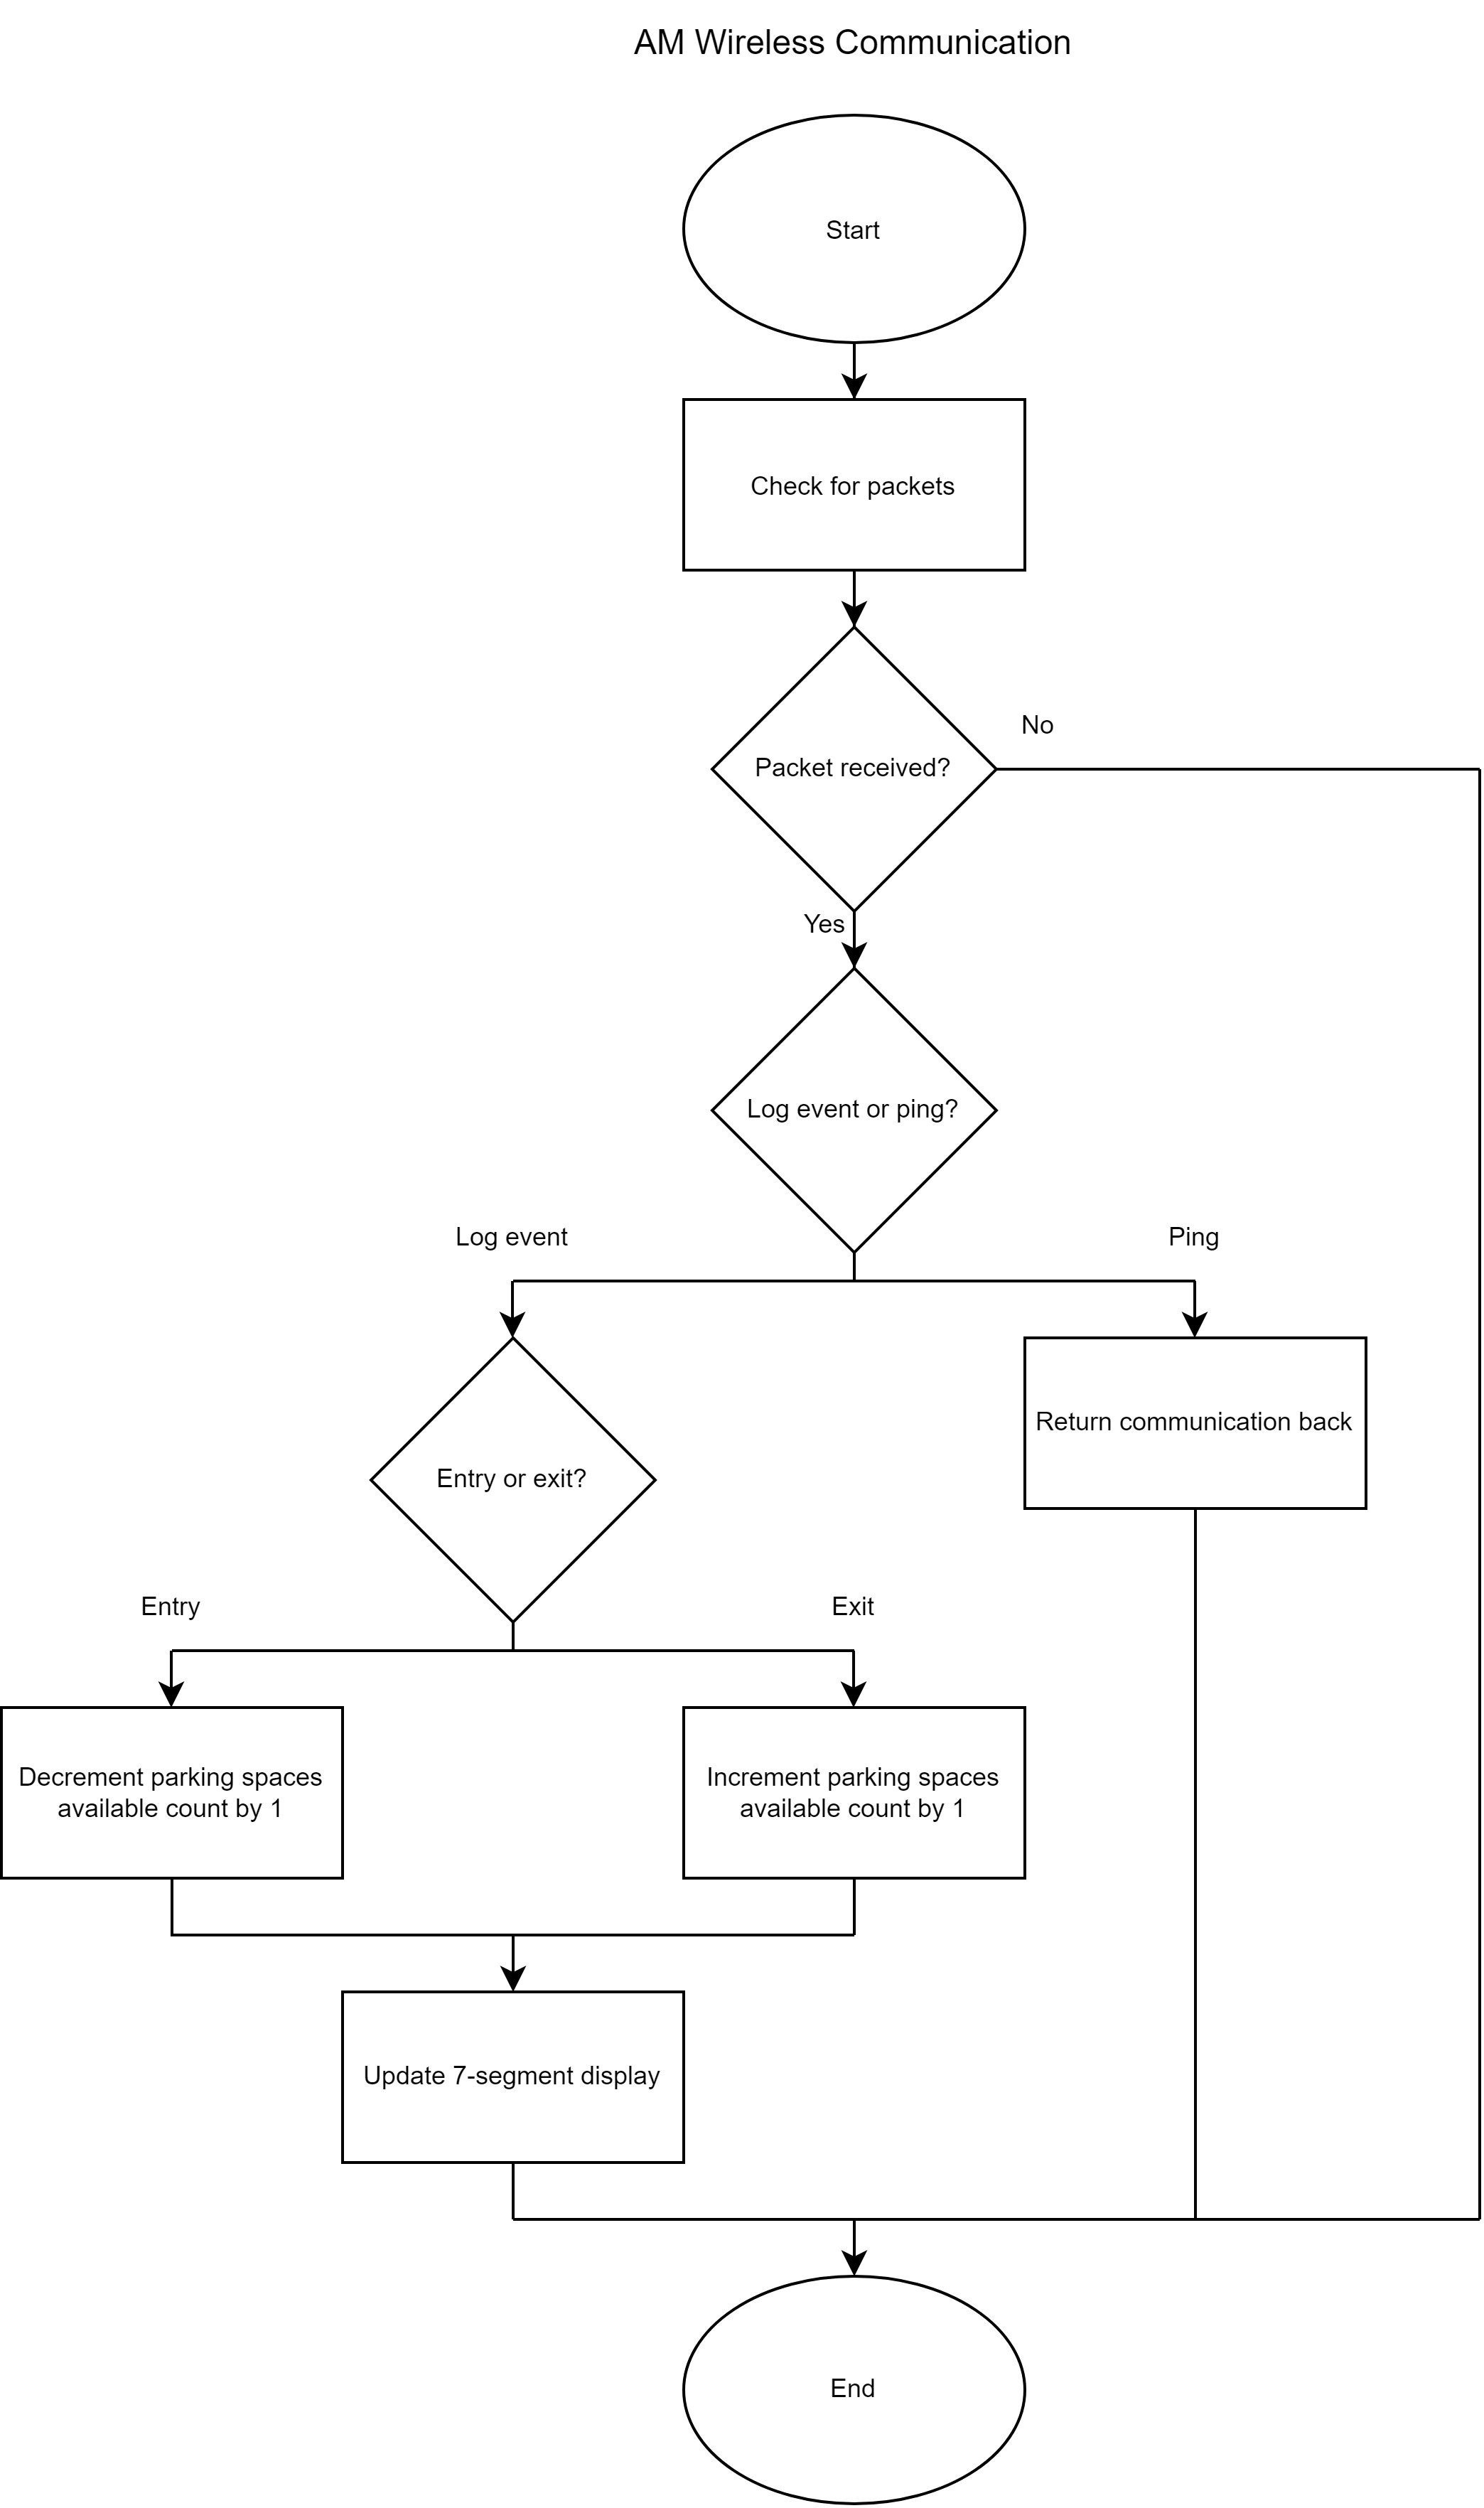 AM Wireless Communication
Start
Check for packets
Packet received?
No
Yes
Log event or ping?
Log event
Ping
Entry or exit?
Return communication back
Entry
Exit
Decrement parking spaces
available count by 1
Increment parking spaces
available count by 1
Update 7-segment display
End